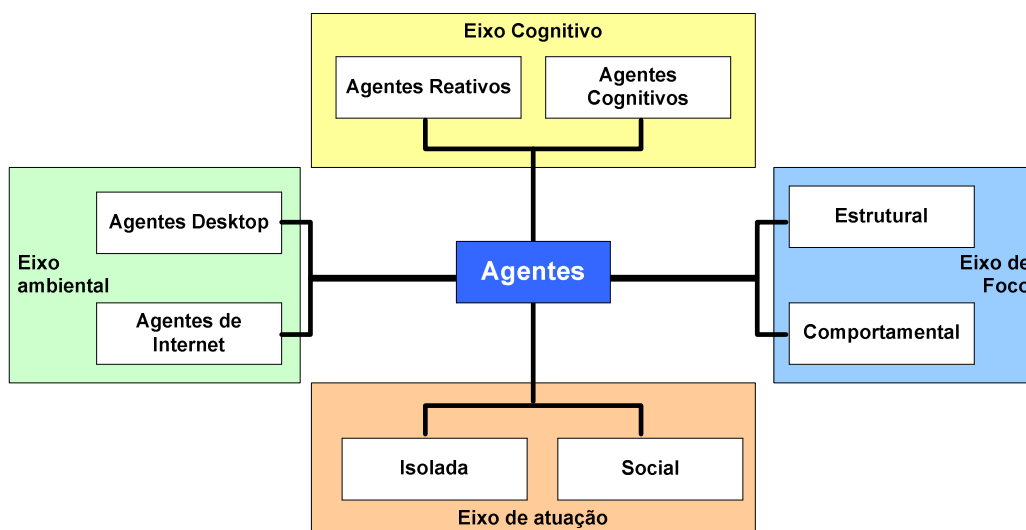 Eixo Cognitivo
Agentes Reativos
Agentes
Cognitivos
Agentes Desktop
Eixo
ambiental
Agentes de
Internet
Agentes
Estrutural
Eixo de
Foco
Comportamental
Isolada
Social
Eixo de atuação